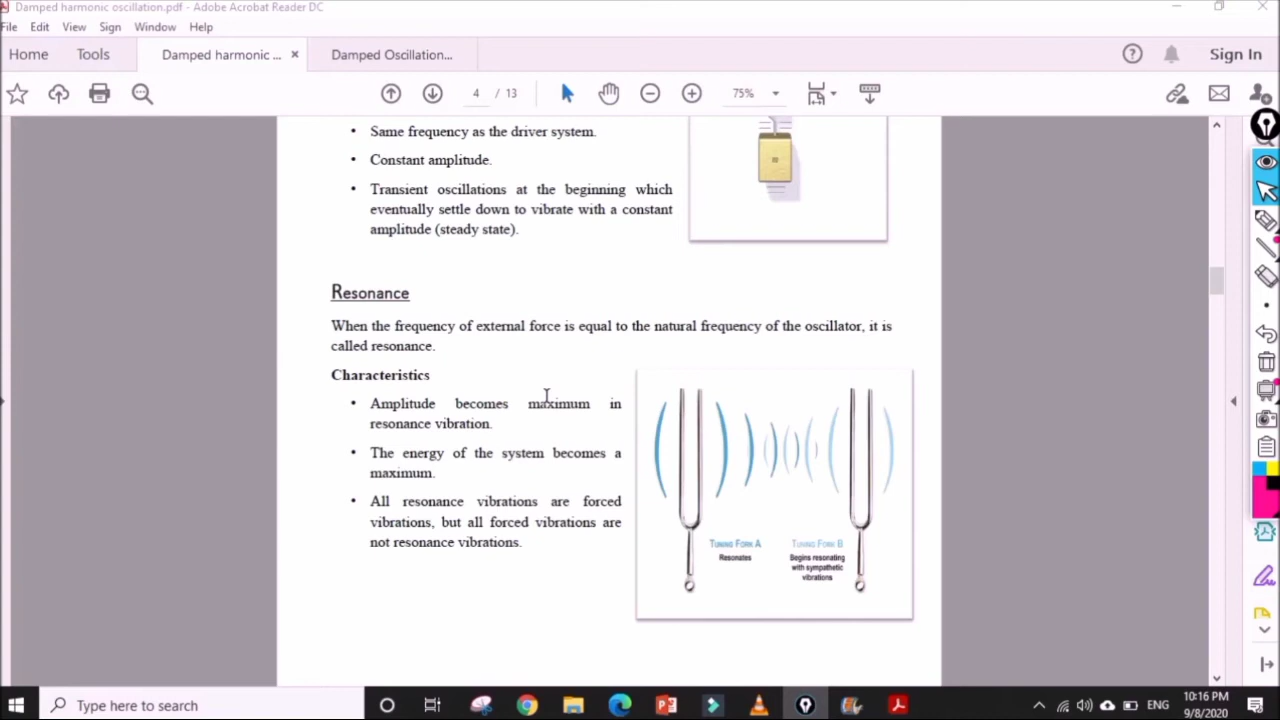 Damped harmonic oscillation.pdf - Adobe Acrobat Reader DC
File Edit View Sign Window Help
Home Tools Damped harmonic ... × Damped Oscillation... Sign In
4 / 13 75%
• Same frequency as the driver system.
• Constant amplitude.
• Transient oscillations at the beginning which
eventually settle down to vibrate with a constant
amplitude (steady state).
Resonance
When the frequency of external force is equal to the natural frequency of the oscillator, it is
called resonance.
Characteristics
• Amplitude becomes maximum in
resonance vibration.
• The energy of the system becomes a
maximum.
• All resonance vibrations are forced
vibrations, but all forced vibrations are
not resonance vibrations.
TUNING FORK A
Resonates
TUNING FORK B
Begins resonating
with sympathetic
vibrations
Type here to search
ENG
10:16 PM
9/8/2020